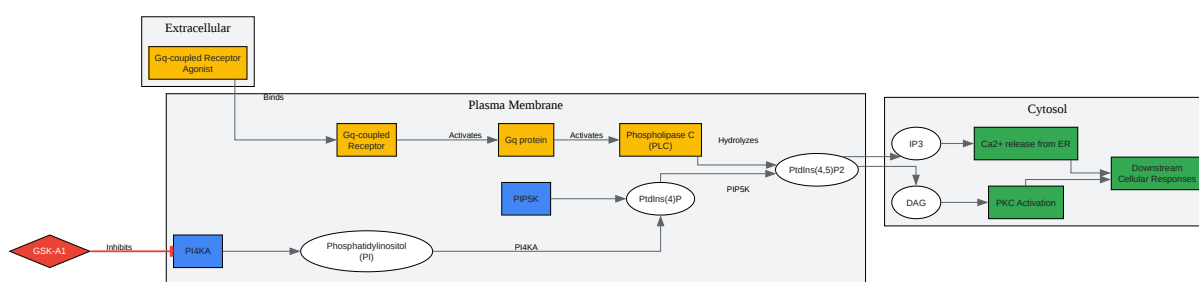 Extracellular
Gq-coupled Receptor
Agonist
Binds
Plasma Membrane
Cytosol
Gq-coupled
Receptor
Activates
Gq protein
Activates
Phospholipase C
(PLC)
Hydrolyzes
PtdIns(4,5)P2
IP3
Ca2+ release from ER
Downstream
Cellular Responses
PIP5K
PtdIns(4)P
PIP5K
DAG
PKC Activation
GSK-A1
Inhibits
PI4KA
Phosphatidylinositol
(PI)
PI4KA